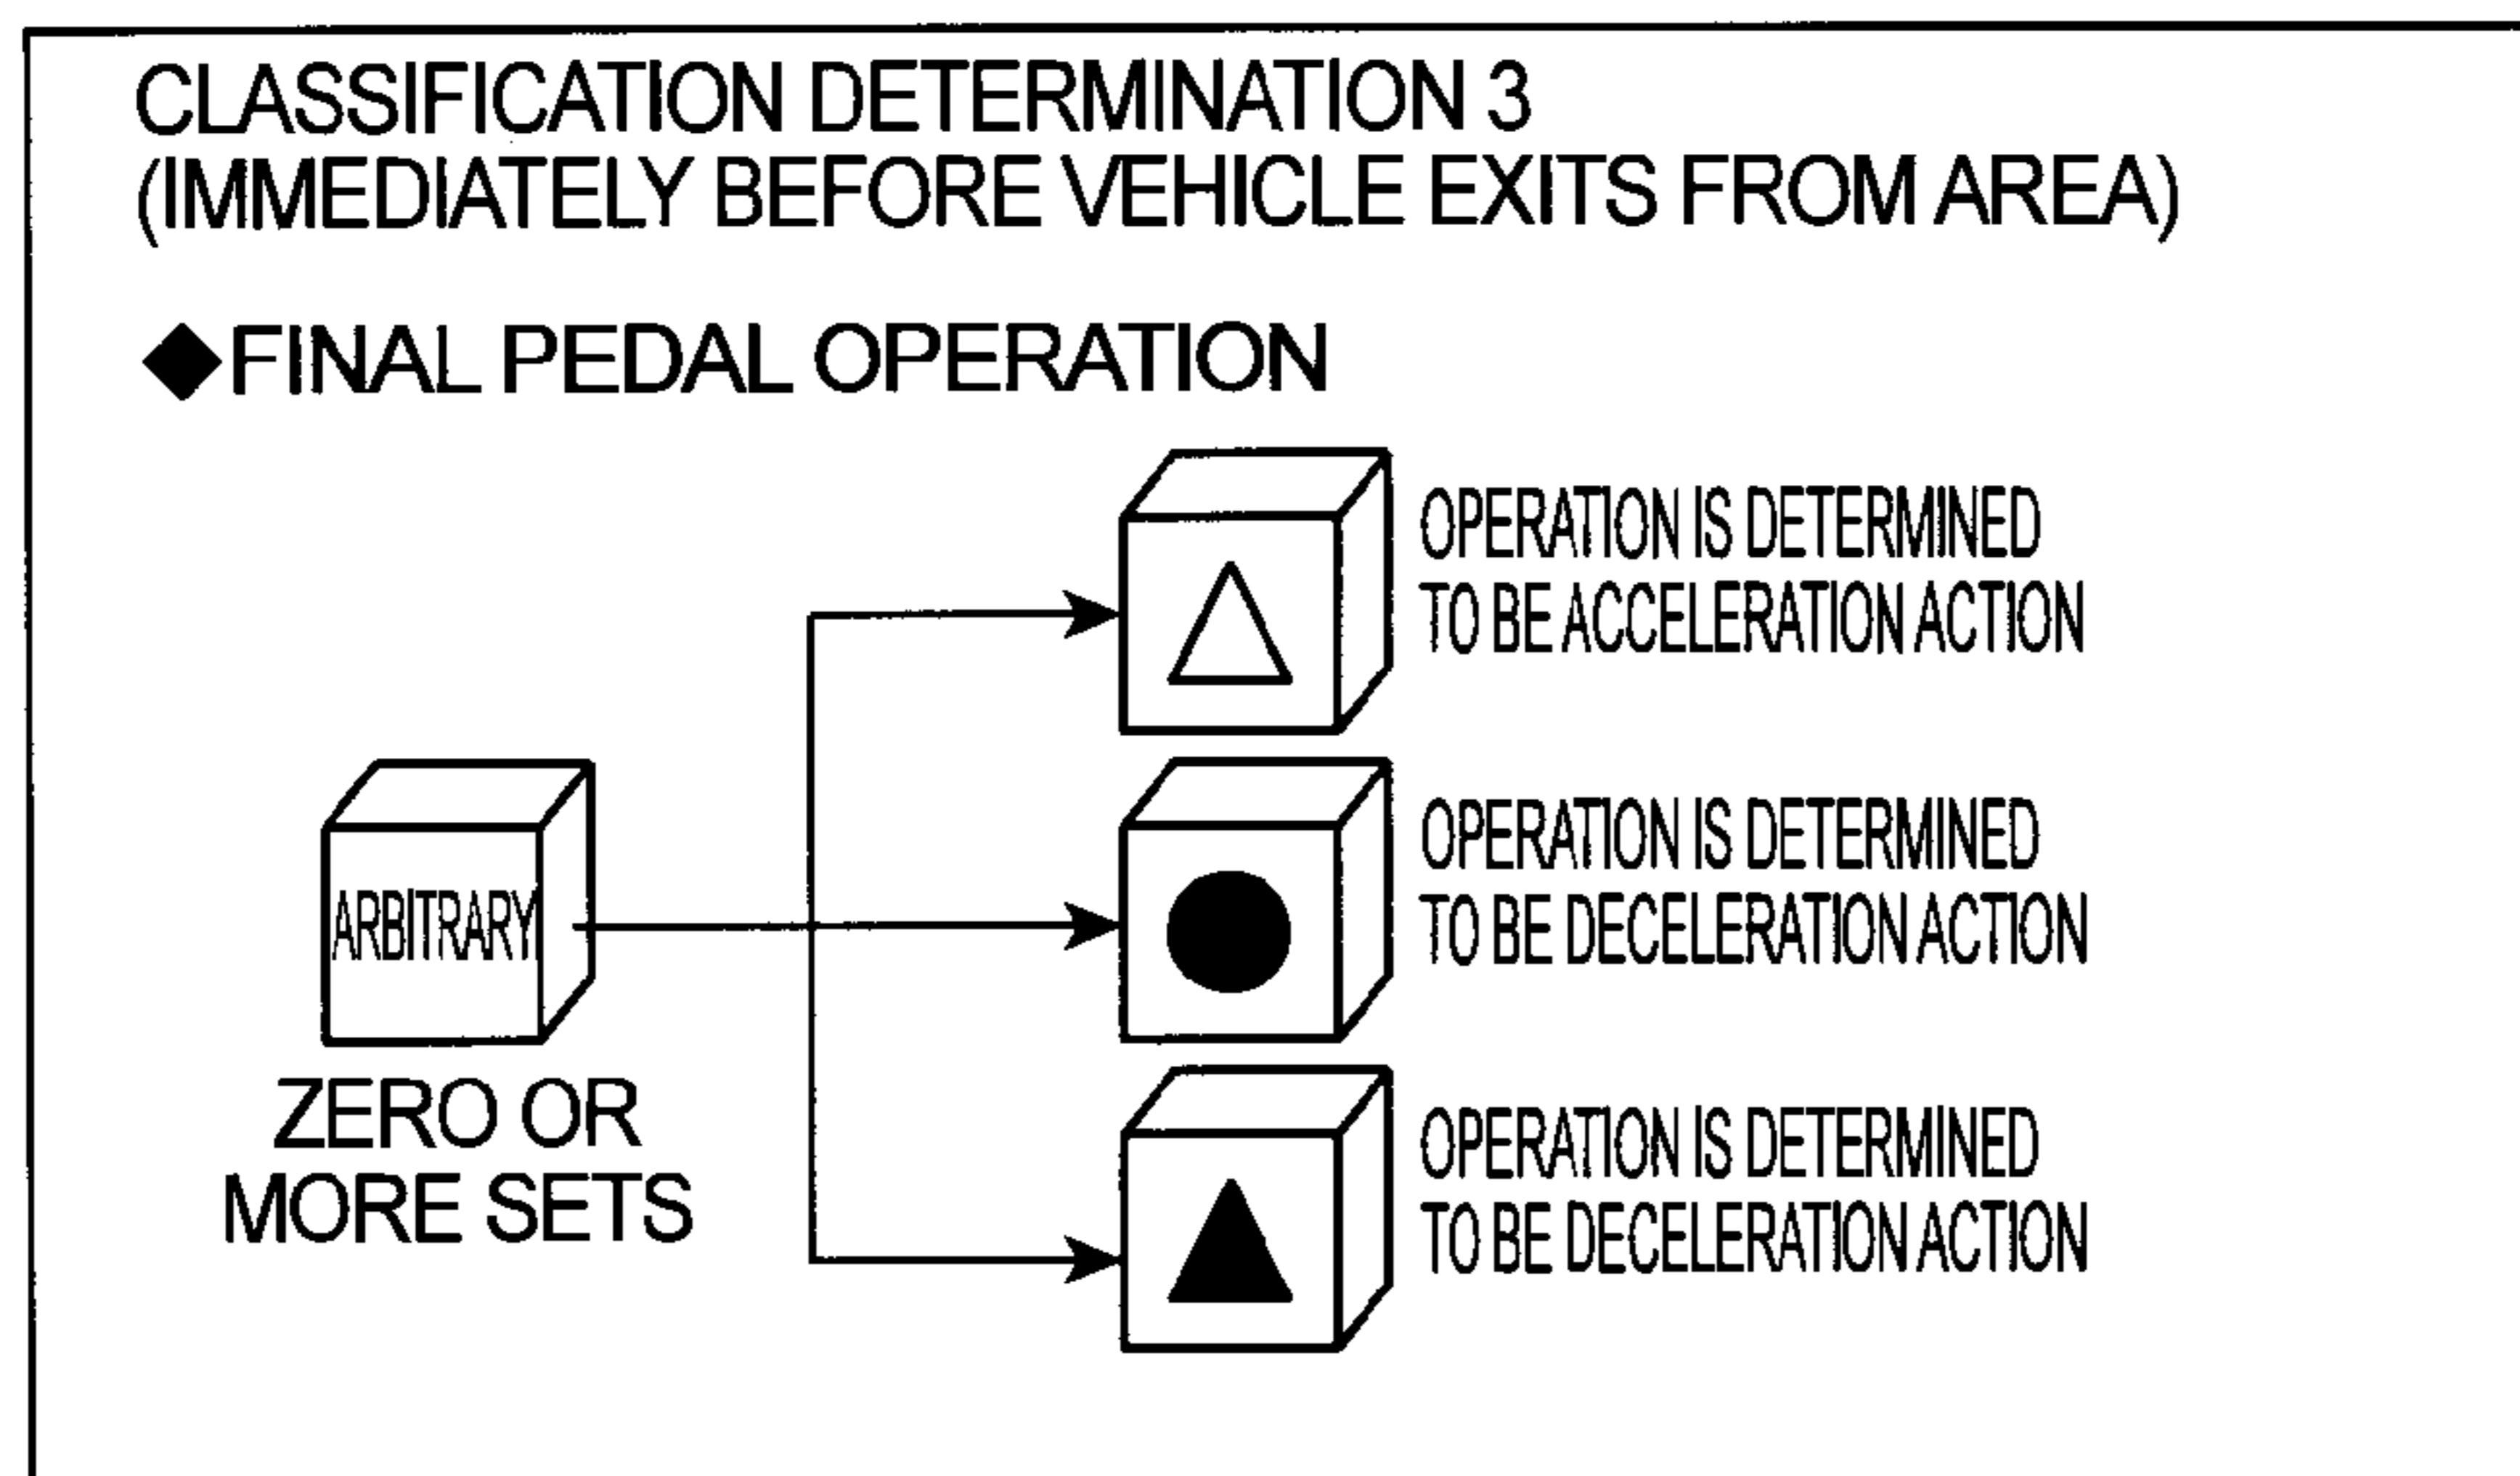 CLASSIFICATION DETERMINATION 3
(IMMEDIATELY BEFORE VEHICLE EXITS FROM AREA)
◆FINAL PEDAL OPERATION
OPERATION IS DETERMINED
TO BE ACCELERATION ACTION
ARBITRARY
OPERATION IS DETERMINED
TO BE DECELERATION ACTION
ZERO OR
MORE SETS
OPERATION IS DETERMINED
TO BE DECELERATION ACTION